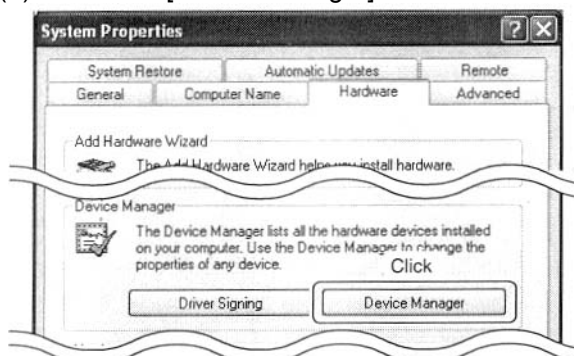 System Properties
System Restore Automatic Updates Remote
General Computer Name Hardware Advanced
Add Hardware Wizard
The Add Hardware Wizard helps you install hardware.
Device Manager
The Device Manager lists all the hardware devices installed
on your computer. Use the Device Manager to change the
properties of any device.
Click
Driver Signing Device Manager